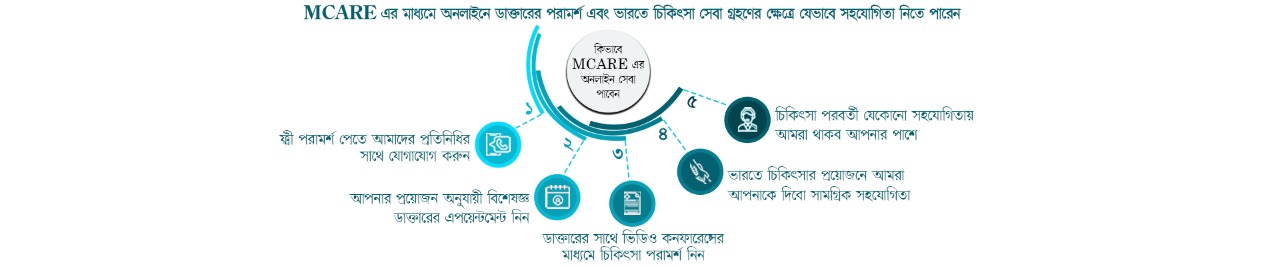 MCARE এর মাধ্যমে অনলাইনে ডাক্তারের পরামর্শ এবং ভারতে চিকিৎসা সেবা গ্রহণের ক্ষেত্রে যেভাবে সহযোগিতা নিতে পারেন
কিভাবে
MCARE এর
অনলাইন সেবা
পাবেন
১
ফ্রী পরামর্শ পেতে আমাদের প্রতিনিধির
সাথে যোগাযোগ করুন
২
আপনার প্রয়োজন অনুযায়ী বিশেষজ্ঞ
ডাক্তারের এপয়েন্টমেন্ট নিন
৩
ডাক্তারের সাথে ভিডিও কনফারেন্সের
মাধ্যমে চিকিৎসা পরামর্শ নিন
৪
ভারতে চিকিৎসার প্রয়োজনে আমরা
আপনাকে দিবো সামগ্রিক সহযোগিতা
৫
চিকিৎসা পরবর্তী যেকোনো সহযোগিতায়
আমরা থাকব আপনার পাশে